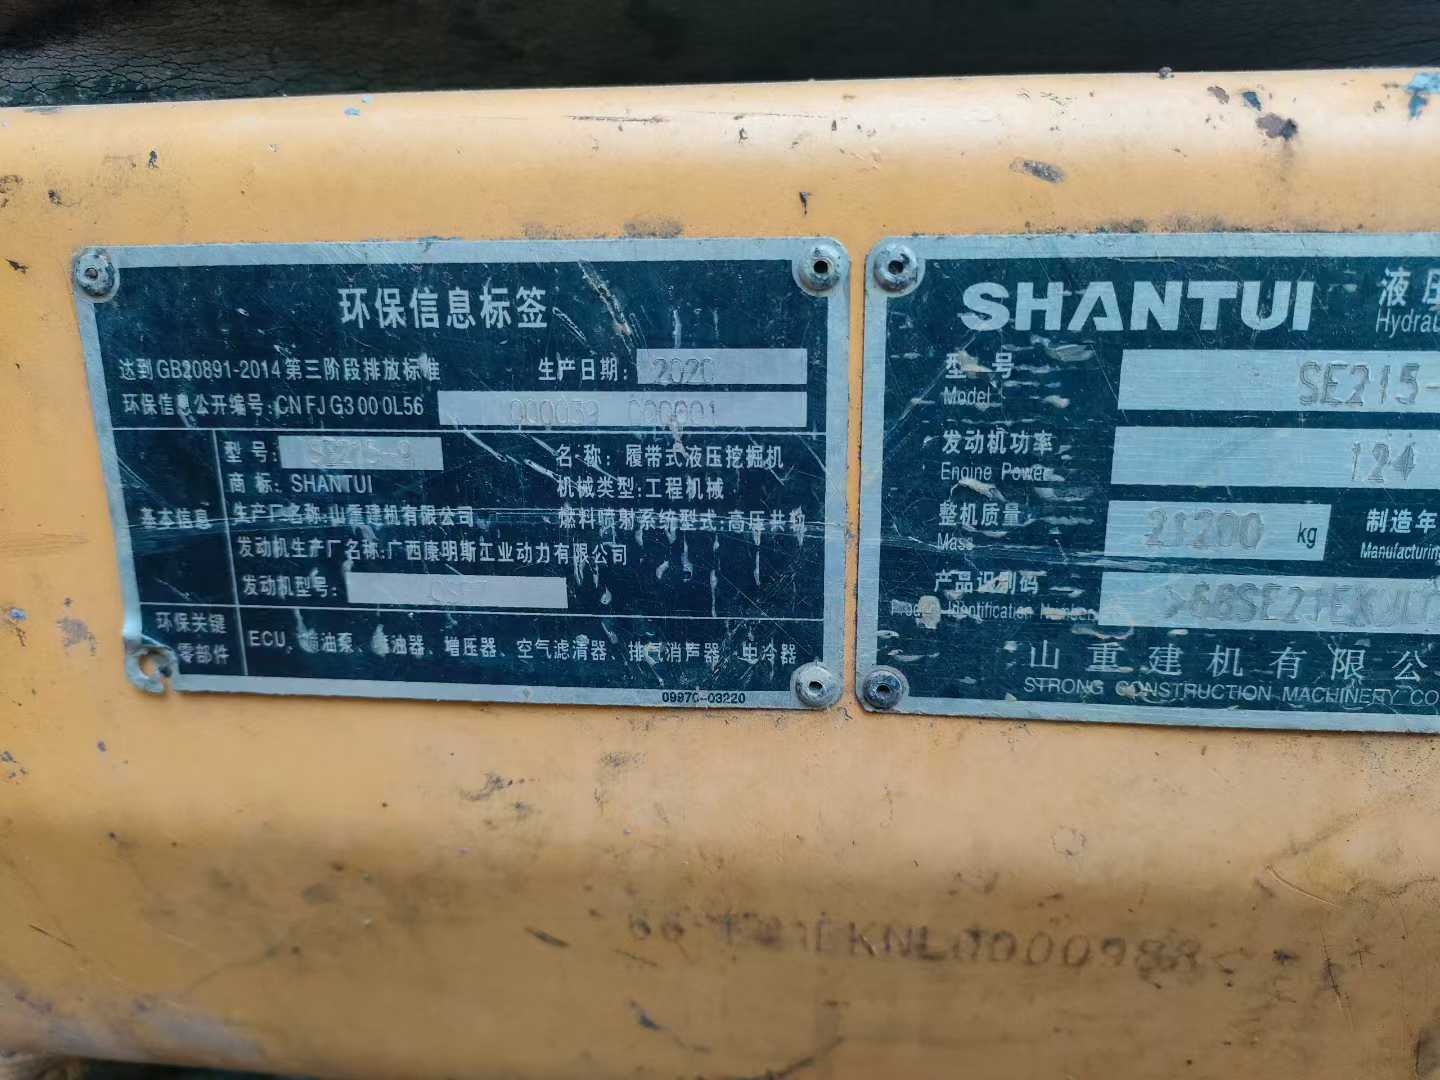 环保信息标签
达到GB20891-2014第三阶段排放标准 生产日期: 2020
环保信息公开编号: CN FJ G3 00 0L56 000039 000001
基本信息
型 号: SE215-9 名 称: 履带式液压挖掘机
商 标: SHANTUI 机械类型: 工程机械
生产厂名称: 山重建机有限公司 燃料喷射系统型式: 高压共轨
发动机生产厂名称: 广西康明斯工业动力有限公司
发动机型号:
环保关键
零部件
ECU、喷油泵、喷油器、增压器、空气滤清器、排气消声器、中冷器
09970-03220
SHANTUI 液
型 号 SE215-
Model
发动机功率 124
Engine Power
整机质量 21200 kg 制造年
Mass Manufacturing
产品识别码
Product Identification Number
山重建机有限公
STRONG CONSTRUCTION MACHINERY CO